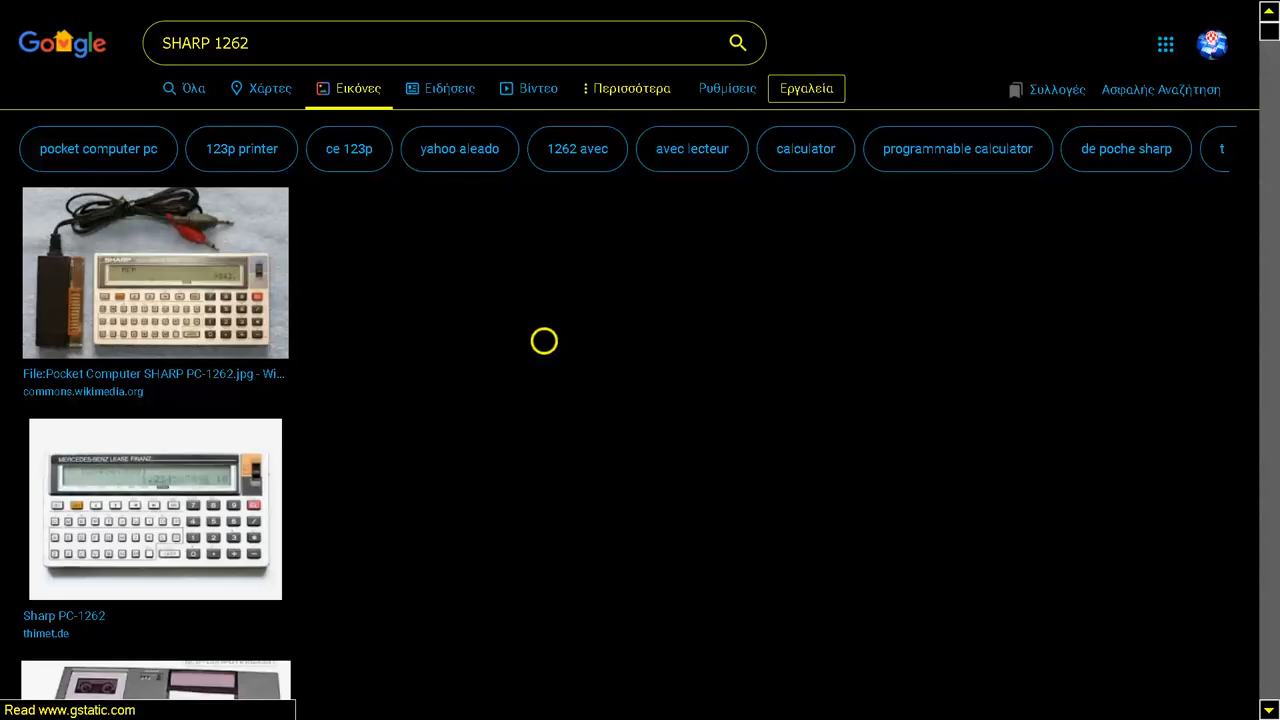 Google
SHARP 1262
Όλα Χάρτες Εικόνες Ειδήσεις Βίντεο Περισσότερα Ρυθμίσεις Εργαλεία Συλλογές Ασφαλής Αναζήτηση
pocket computer pc 123p printer ce 123p yahoo aleado 1262 avec avec lecteur calculator programmable calculator de poche sharp t
SHARP
File:Pocket Computer SHARP PC-1262.jpg - Wi...
commons.wikimedia.org
MERCEDES-BENZ LEASE FINANZ
Sharp PC-1262
thimet.de
Read www.gstatic.com